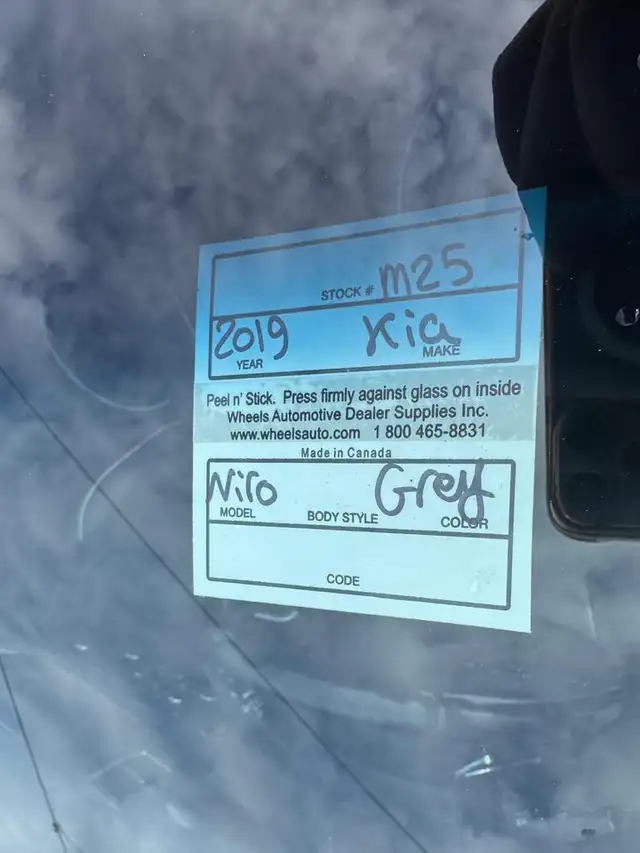 STOCK # M25
2019 Kia
YEAR MAKE
Peel n' Stick. Press firmly against glass on inside
Wheels Automotive Dealer Supplies Inc.
www.wheelsauto.com 1 800 465-8831
Made in Canada
Niro Grey
MODEL BODY STYLE COLOR
CODE